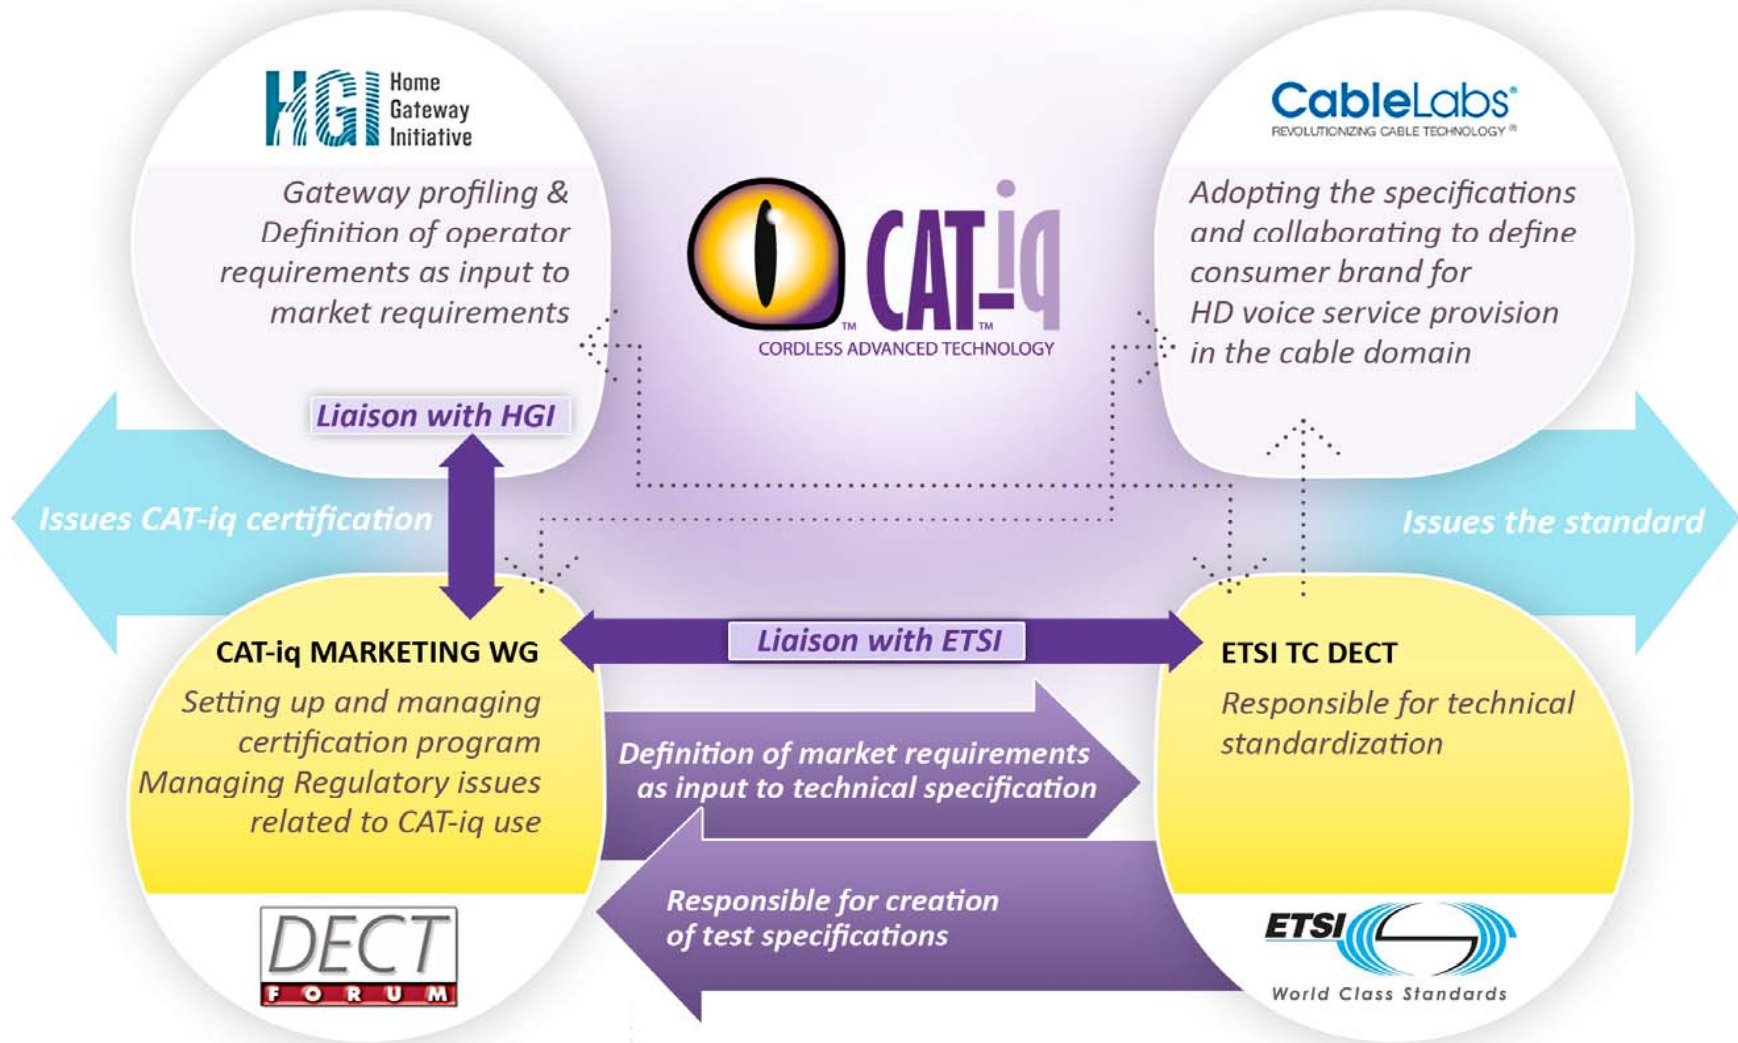 HGI
Home
Gateway
Initiative
Gateway profiling &
Definition of operator
requirements as input to
market requirements
Liaison with HGI
CAT-iq
™
™
CORDLESS ADVANCED TECHNOLOGY
CableLabs®
REVOLUTIONIZING CABLE TECHNOLOGY ®
Adopting the specifications
and collaborating to define
consumer brand for
HD voice service provision
in the cable domain
Issues CAT-iq certification
Issues the standard
CAT-iq MARKETING WG
Setting up and managing
certification program
Managing Regulatory issues
related to CAT-iq use
DECT
FORUM
Liaison with ETSI
Definition of market requirements
as input to technical specification
Responsible for creation
of test specifications
ETSI TC DECT
Responsible for technical
standardization
ETSI
World Class Standards